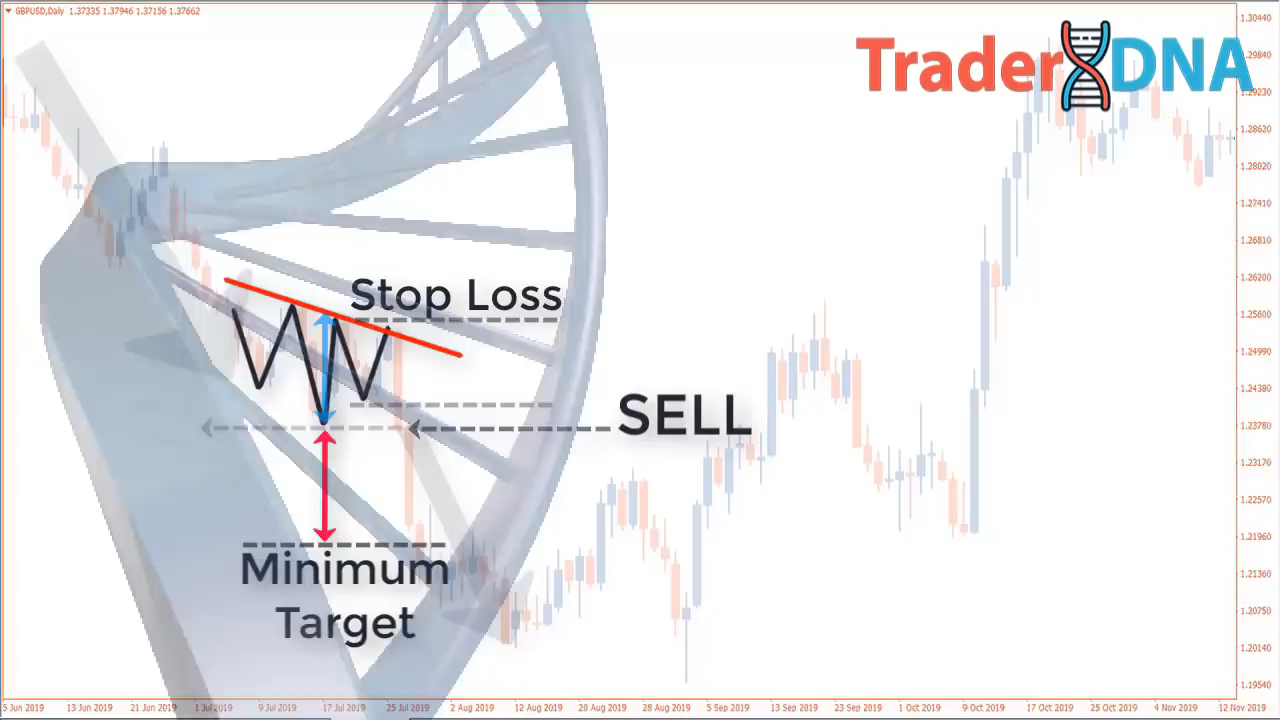 GBPUSD,Daily 1.37335 1.37946 1.37156 1.37662
TraderDNA
1.30440
1.29840
1.29230
1.28620
1.28020
1.27410
1.26810
1.26200
1.25600
1.24990
1.24380
1.23780
1.23170
1.22570
1.21960
1.21360
1.20750
1.20140
1.19540
Stop Loss
SELL
Minimum
Target
5 Jun 2019 13 Jun 2019 21 Jun 2019 1 Jul 2019 9 Jul 2019 17 Jul 2019 25 Jul 2019 2 Aug 2019 12 Aug 2019 20 Aug 2019 28 Aug 2019 5 Sep 2019 13 Sep 2019 23 Sep 2019 1 Oct 2019 9 Oct 2019 17 Oct 2019 25 Oct 2019 4 Nov 2019 12 Nov 2019